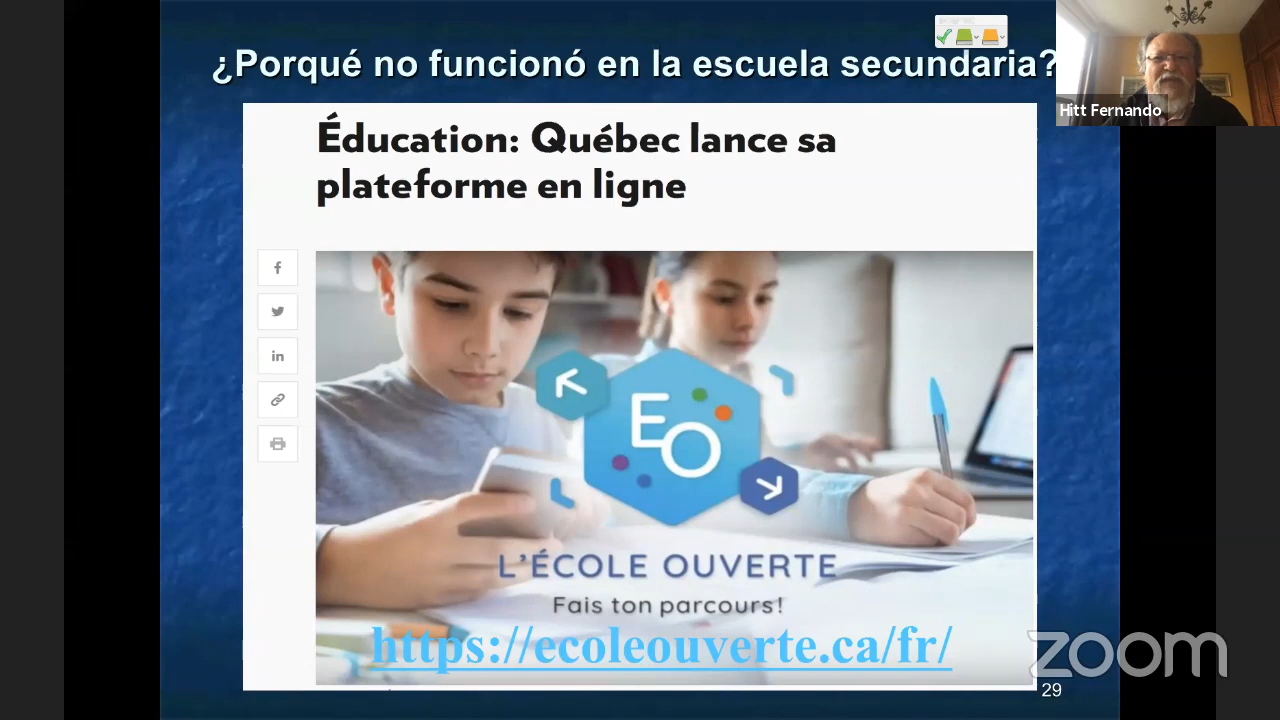 ¿Porqué no funcionó en la escuela secundaria?
Hitt Fernando
Éducation: Québec lance sa
plateforme en ligne
EO
L'ÉCOLE OUVERTE
Fais ton parcours!
https://ecoleouverte.ca/fr/
zoom
29